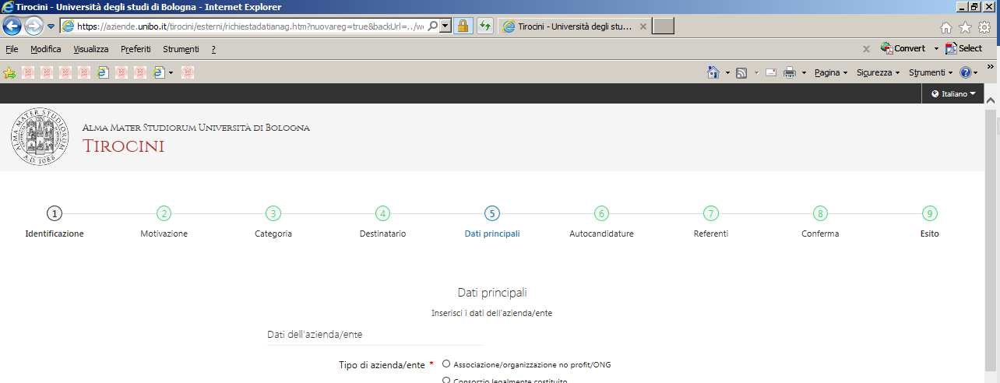 Tirocini - Università degli studi di Bologna - Internet Explorer
https://aziende.unibo.it/tirocini/esterni/richiestadatianag.htm?nuovareg=true&backUrl=../w
Tirocini - Università degli stu...
File Modifica Visualizza Preferiti Strumenti ?
Convert Select
Pagina Sicurezza Strumenti
Italiano
ALMA MATER STUDIORUM A.D. 1088
ALMA MATER STUDIORUM UNIVERSITÀ DI BOLOGNA
TIROCINI
1 2 3 4 5 6 7 8 9
Identificazione Motivazione Categoria Destinatario Dati principali Autocandidature Referenti Conferma Esito
Dati principali
Inserisci i dati dell'azienda/ente
Dati dell'azienda/ente
Tipo di azienda/ente * Associazione/organizzazione no profit/ONG
Consorzio legalmente costituito